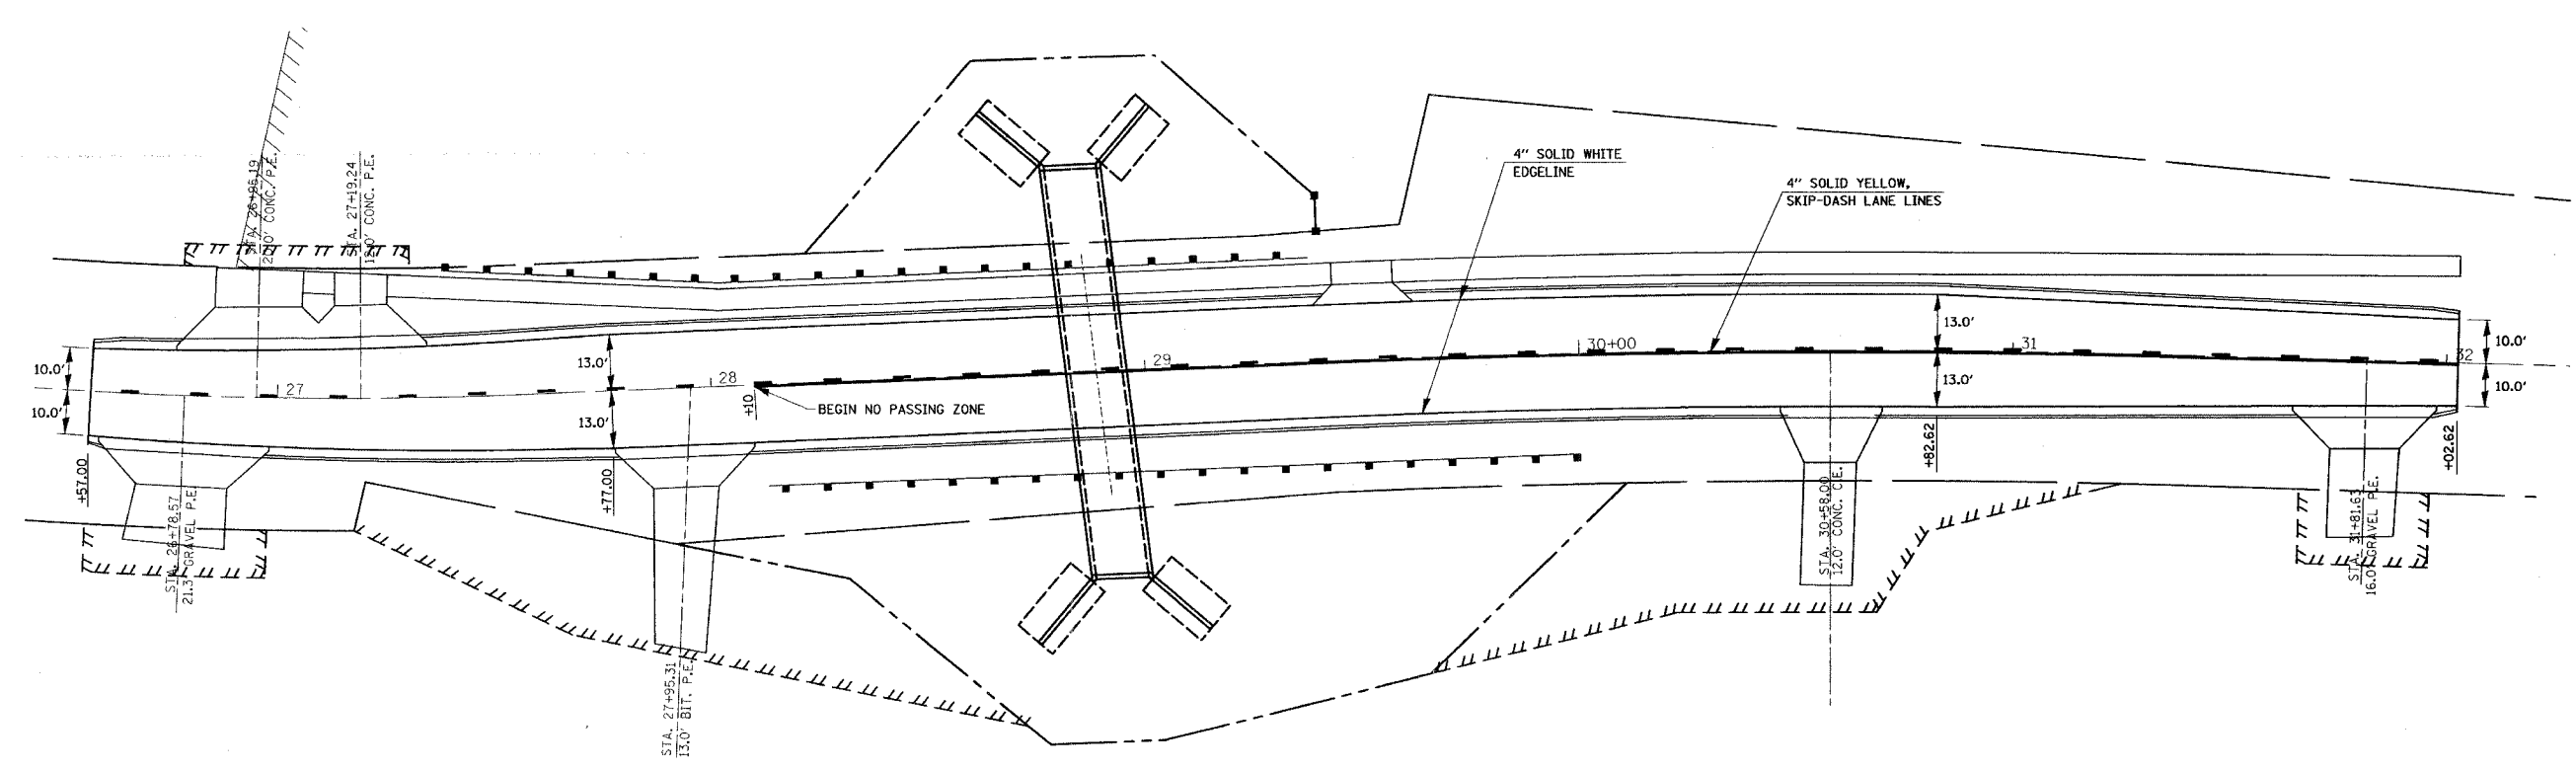 4" SOLID WHITE
EDGELINE
4" SOLID YELLOW,
SKIP-DASH LANE LINES
STA. 26+96.19
CONC. P.E.
STA. 27+19.24
12.0' CONC. P.E.
10.0'
10.0'
27
13.0'
13.0'
28
+10
BEGIN NO PASSING ZONE
29
30+00
13.0'
13.0'
31
32
10.0'
10.0'
+57.00
+77.00
+82.62
+02.62
STA. 26+78.57
21.3' GRAVEL P.E.
STA. 27+95.31
13.0' BIT. P.E.
STA. 30+58.00
12.0' CONC. C.E.
STA. 31+81.63
16.0' GRAVEL P.E.